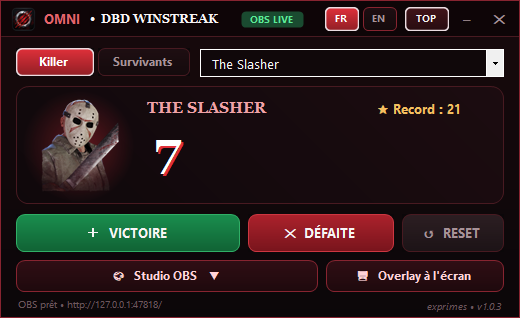 OMNI • DBD WINSTREAK OBS LIVE FR EN TOP
Killer Survivants The Slasher
THE SLASHER ★ Record : 21
7
+ VICTOIRE × DÉFAITE ↺ RESET
Studio OBS ▼ Overlay à l'écran
OBS prêt • http://127.0.0.1:47818/ exprimes • v1.0.3